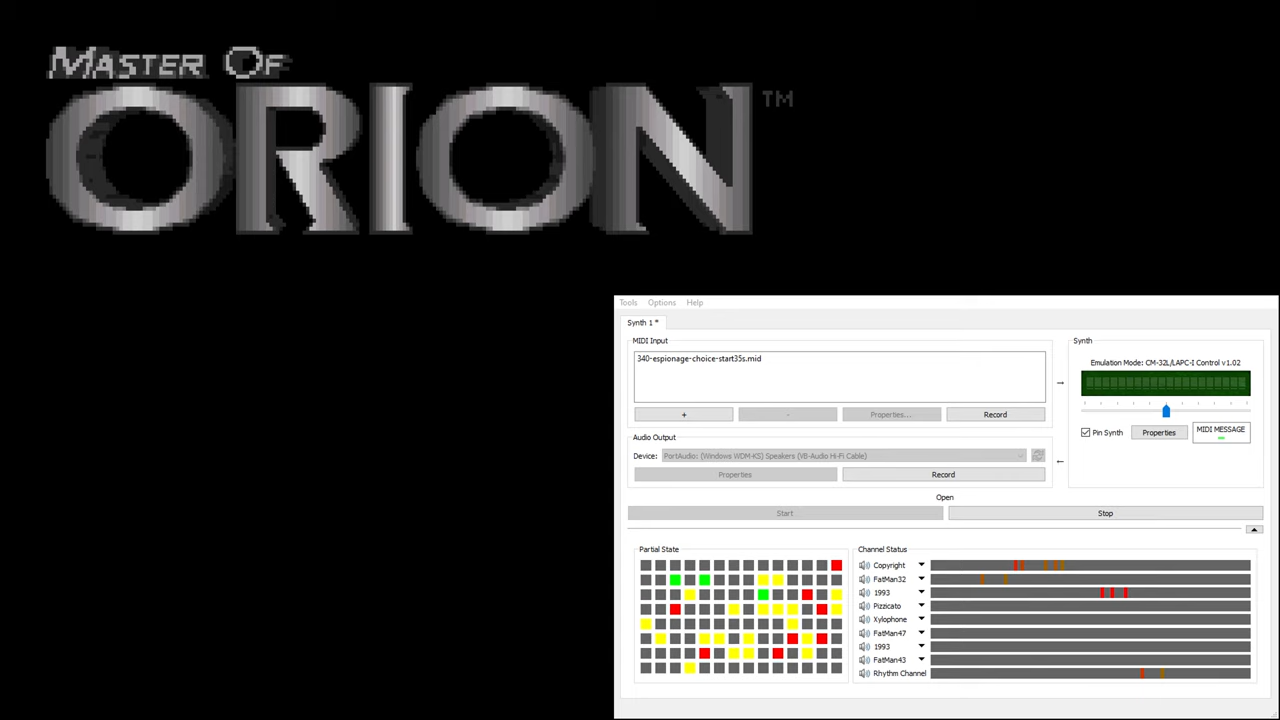 MASTER OF
ORION™
Tools Options Help
Synth 1 *
MIDI Input
340-espionage-choice-start35s.mid
+ - Properties... Record
Audio Output
Device: PortAudio: (Windows WDM-KS) Speakers (VB-Audio Hi-Fi Cable)
Properties Record
Synth
Emulation Mode: CM-32L/LAPC-I Control v1.02
Pin Synth Properties MIDI MESSAGE
Open
Start Stop
Partial State
Channel Status
Copyright
FatMan32
1993
Pizzicato
Xylophone
FatMan47
1993
FatMan43
Rhythm Channel